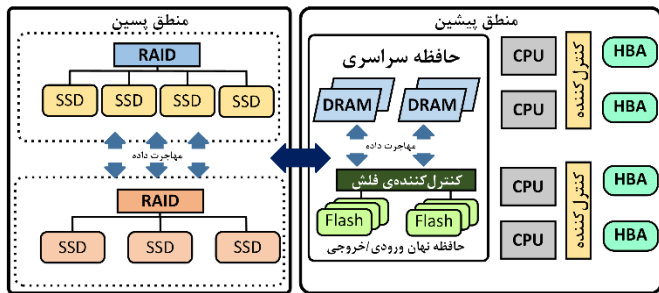 منطق پیشین
منطق پسین
حافظه سراسری
DRAM
DRAM
مهاجرت داده
کنترل‌کننده‌ی فلش
Flash
Flash
حافظه نهان ورودی/خروجی
CPU
CPU
CPU
CPU
کنترل‌کننده
کنترل‌کننده
HBA
HBA
HBA
HBA
RAID
SSD
SSD
SSD
SSD
مهاجرت داده
RAID
SSD
SSD
SSD